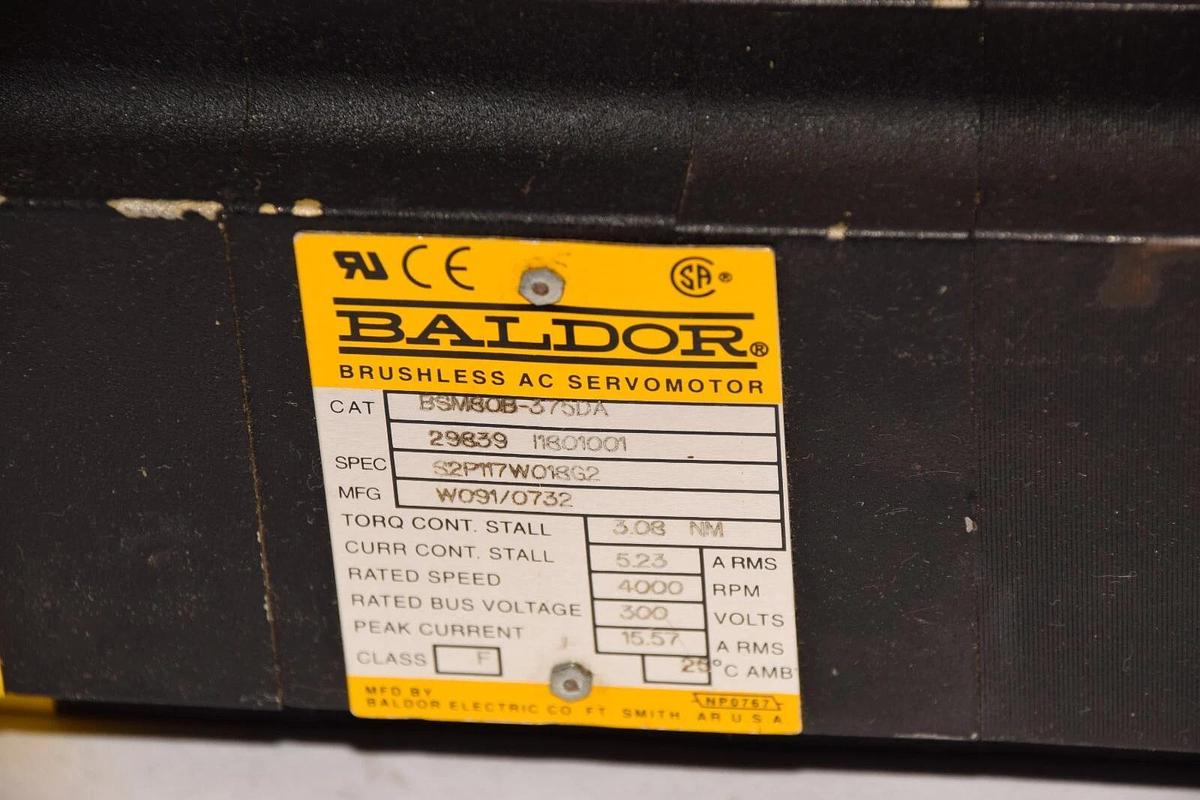 BALDOR®
BRUSHLESS AC SERVOMOTOR
CAT BSM80B-375DA
29839 I1801001
SPEC S2P117W018G2
MFG W091/0732
TORQ CONT. STALL 3.08 NM
CURR CONT. STALL 5.23 A RMS
RATED SPEED 4000 RPM
RATED BUS VOLTAGE 300 VOLTS
PEAK CURRENT 15.57 A RMS
CLASS F 25°C AMB
MFD BY NP0767
BALDOR ELECTRIC CO FT SMITH AR U S A